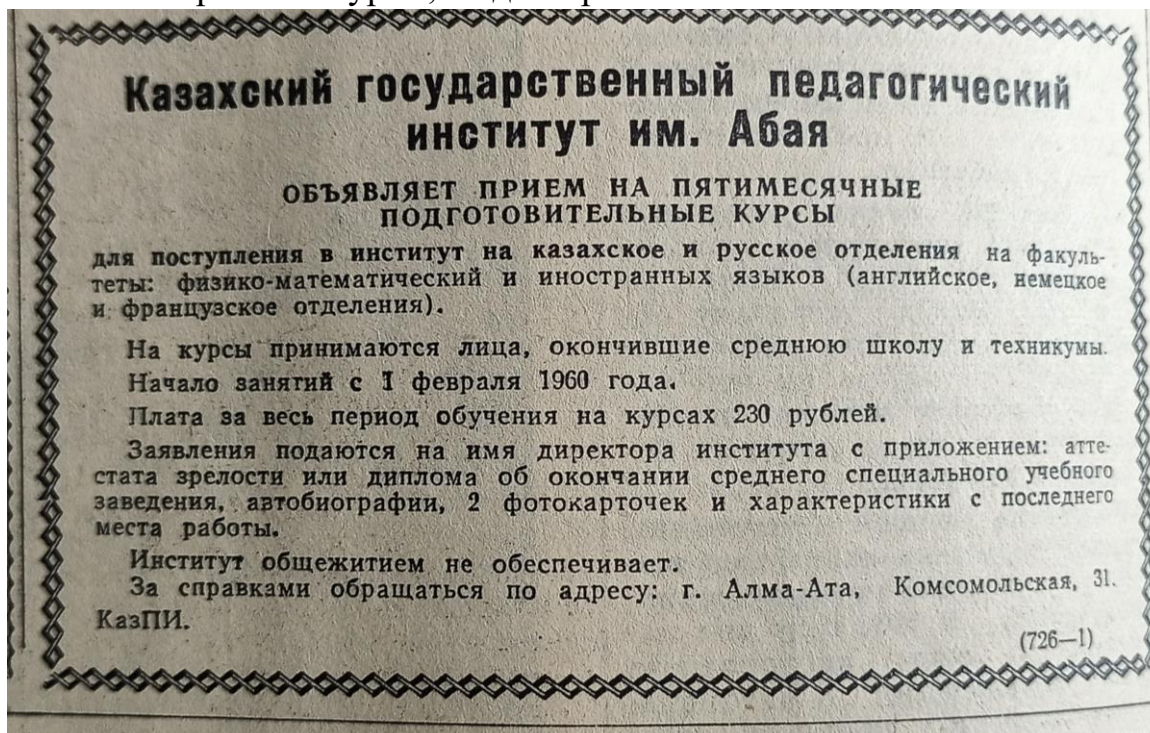 Казахский государственный педагогический
институт им. Абая
ОБЪЯВЛЯЕТ ПРИЕМ НА ПЯТИМЕСЯЧНЫЕ
ПОДГОТОВИТЕЛЬНЫЕ КУРСЫ
для поступления в институт на казахское и русское отделения на факуль-
теты: физико-математический и иностранных языков (английское, немецкое
и французское отделения).
На курсы принимаются лица, окончившие среднюю школу и техникумы.
Начало занятий с I февраля 1960 года.
Плата за весь период обучения на курсах 230 рублей.
Заявления подаются на имя директора института с приложением: атте-
стата зрелости или диплома об окончании среднего специального учебного
заведения, автобиографии, 2 фотокарточек и характеристики с последнего
места работы.
Институт общежитием не обеспечивает.
За справками обращаться по адресу: г. Алма-Ата, Комсомольская, 31.
КазПИ.
(726—1)